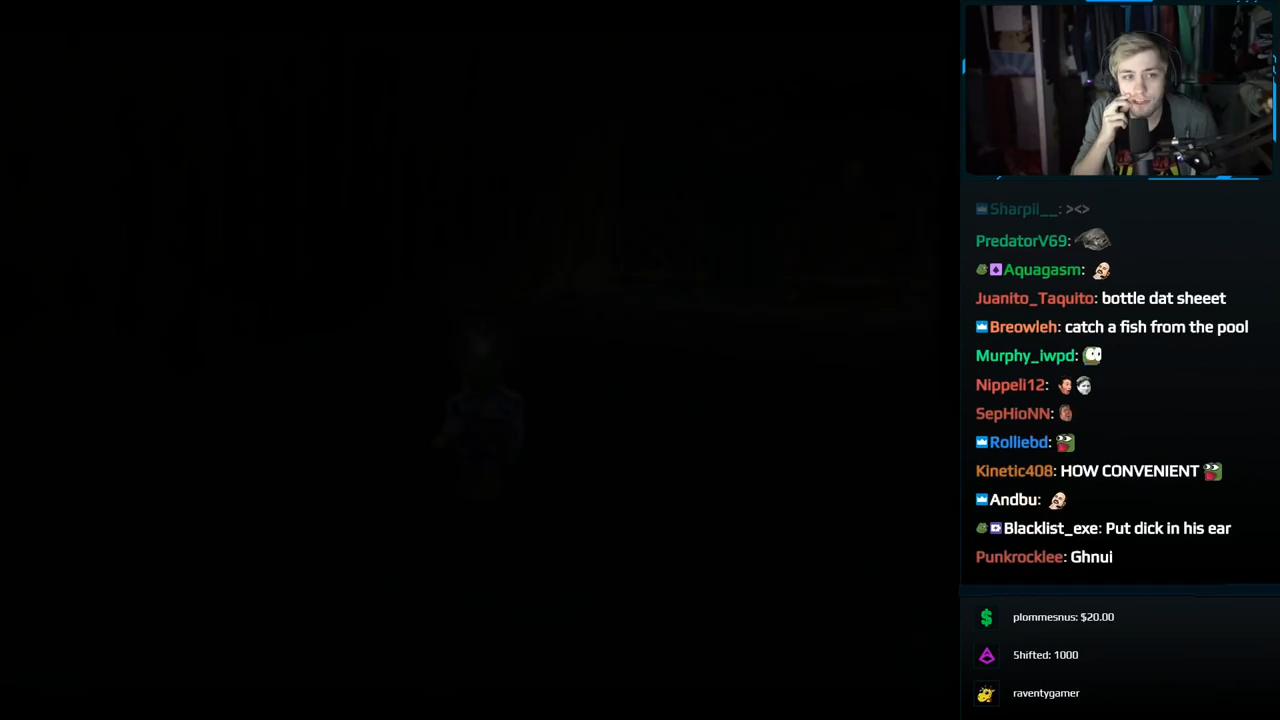 Sharpil__: ><>
PredatorV69:
Aquagasm:
Juanito_Taquito: bottle dat sheeet
Breowleh: catch a fish from the pool
Murphy_iwpd:
Nippeli12:
SepHioNN:
Rolliebd:
Kinetic408: HOW CONVENIENT
Andbu:
Blacklist_exe: Put dick in his ear
Punkrocklee: Ghnui
plommesnus: $20.00
Shifted: 1000
raventygamer